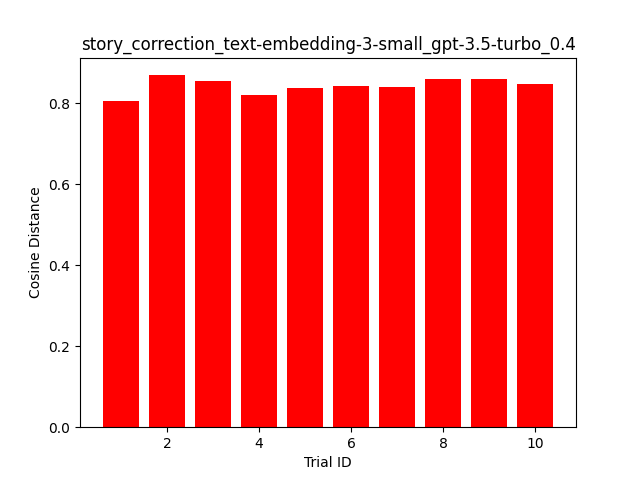 story_correction_text-embedding-3-small_gpt-3.5-turbo_0.4
Cosine Distance
0.8
0.6
0.4
0.2
0.0
2 4 6 8 10
Trial ID